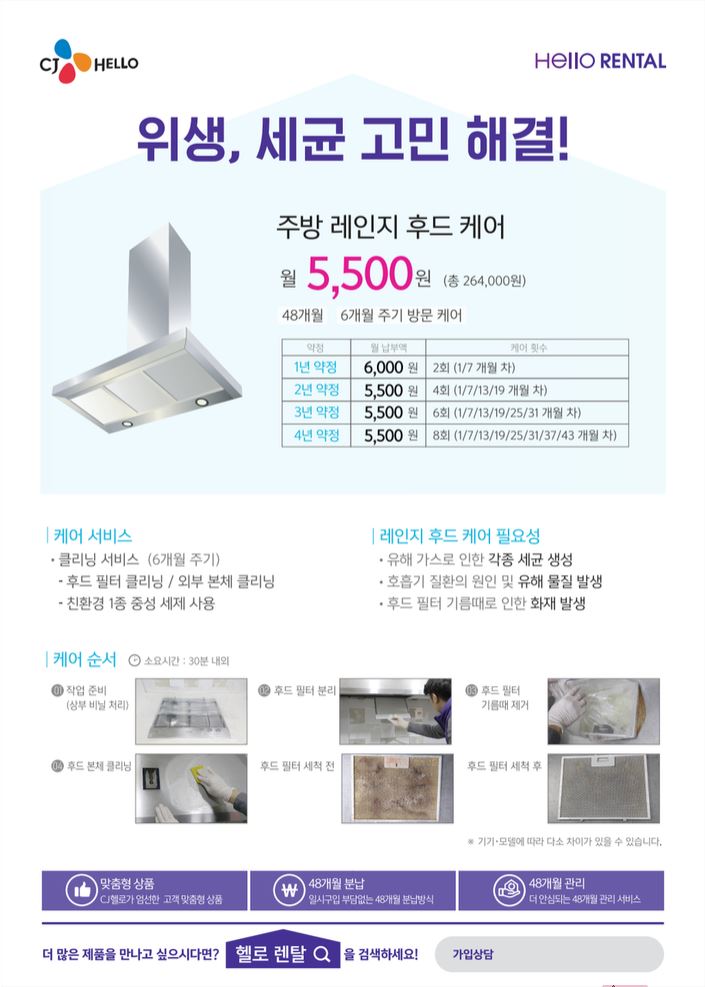 CJ HELLO
Hello RENTAL
위생, 세균 고민 해결!
주방 레인지 후드 케어
월 5,500원 (총 264,000원)
48개월 6개월 주기 방문 케어
약정 월 납부액 케어 횟수
1년 약정 6,000 원 2회 (1/7 개월 차)
2년 약정 5,500 원 4회 (1/7/13/19 개월 차)
3년 약정 5,500 원 6회 (1/7/13/19/25/31 개월 차)
4년 약정 5,500 원 8회 (1/7/13/19/25/31/37/43 개월 차)
케어 서비스
· 클리닝 서비스 (6개월 주기)
- 후드 필터 클리닝 / 외부 본체 클리닝
- 친환경 1종 중성 세제 사용
레인지 후드 케어 필요성
· 유해 가스로 인한 각종 세균 생성
· 호흡기 질환의 원인 및 유해 물질 발생
· 후드 필터 기름때로 인한 화재 발생
케어 순서 소요시간 : 30분 내외
01 작업 준비
(상부 비닐 처리)
02 후드 필터 분리
03 후드 필터
기름때 제거
04 후드 본체 클리닝
후드 필터 세척 전
후드 필터 세척 후
※ 기기·모델에 따라 다소 차이가 있을 수 있습니다.
맞춤형 상품
CJ헬로가 엄선한 고객 맞춤형 상품
₩
48개월 분납
일시구입 부담없는 48개월 분납방식
48개월 관리
더 안심되는 48개월 관리 서비스
더 많은 제품을 만나고 싶으시다면? 헬로 렌탈 을 검색하세요!
가입상담